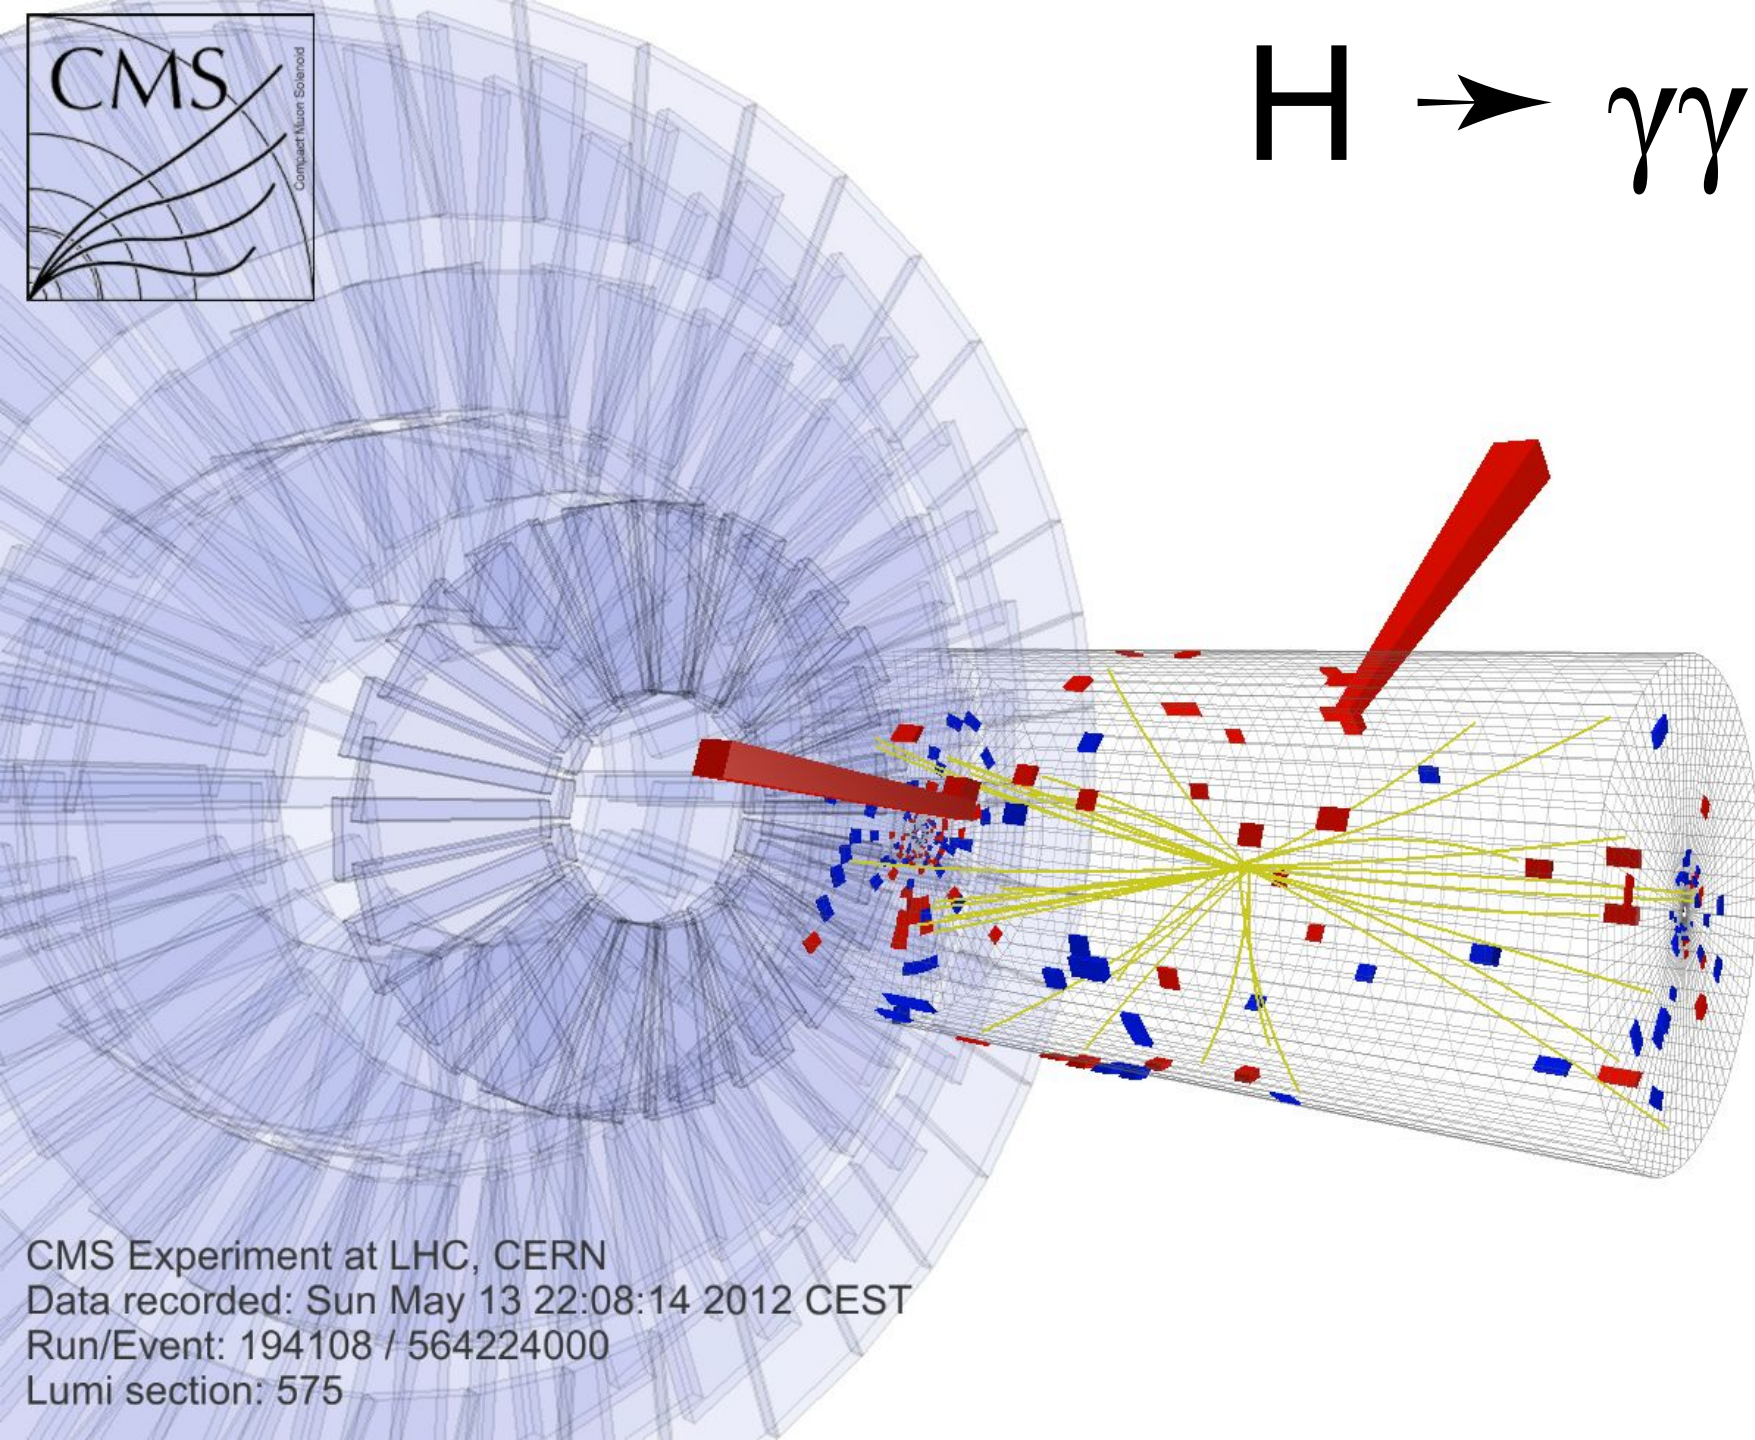 CMS
Compact Muon Solenoid
H → γγ
CMS Experiment at LHC, CERN
Data recorded: Sun May 13 22:08:14 2012 CEST
Run/Event: 194108 / 564224000
Lumi section: 575